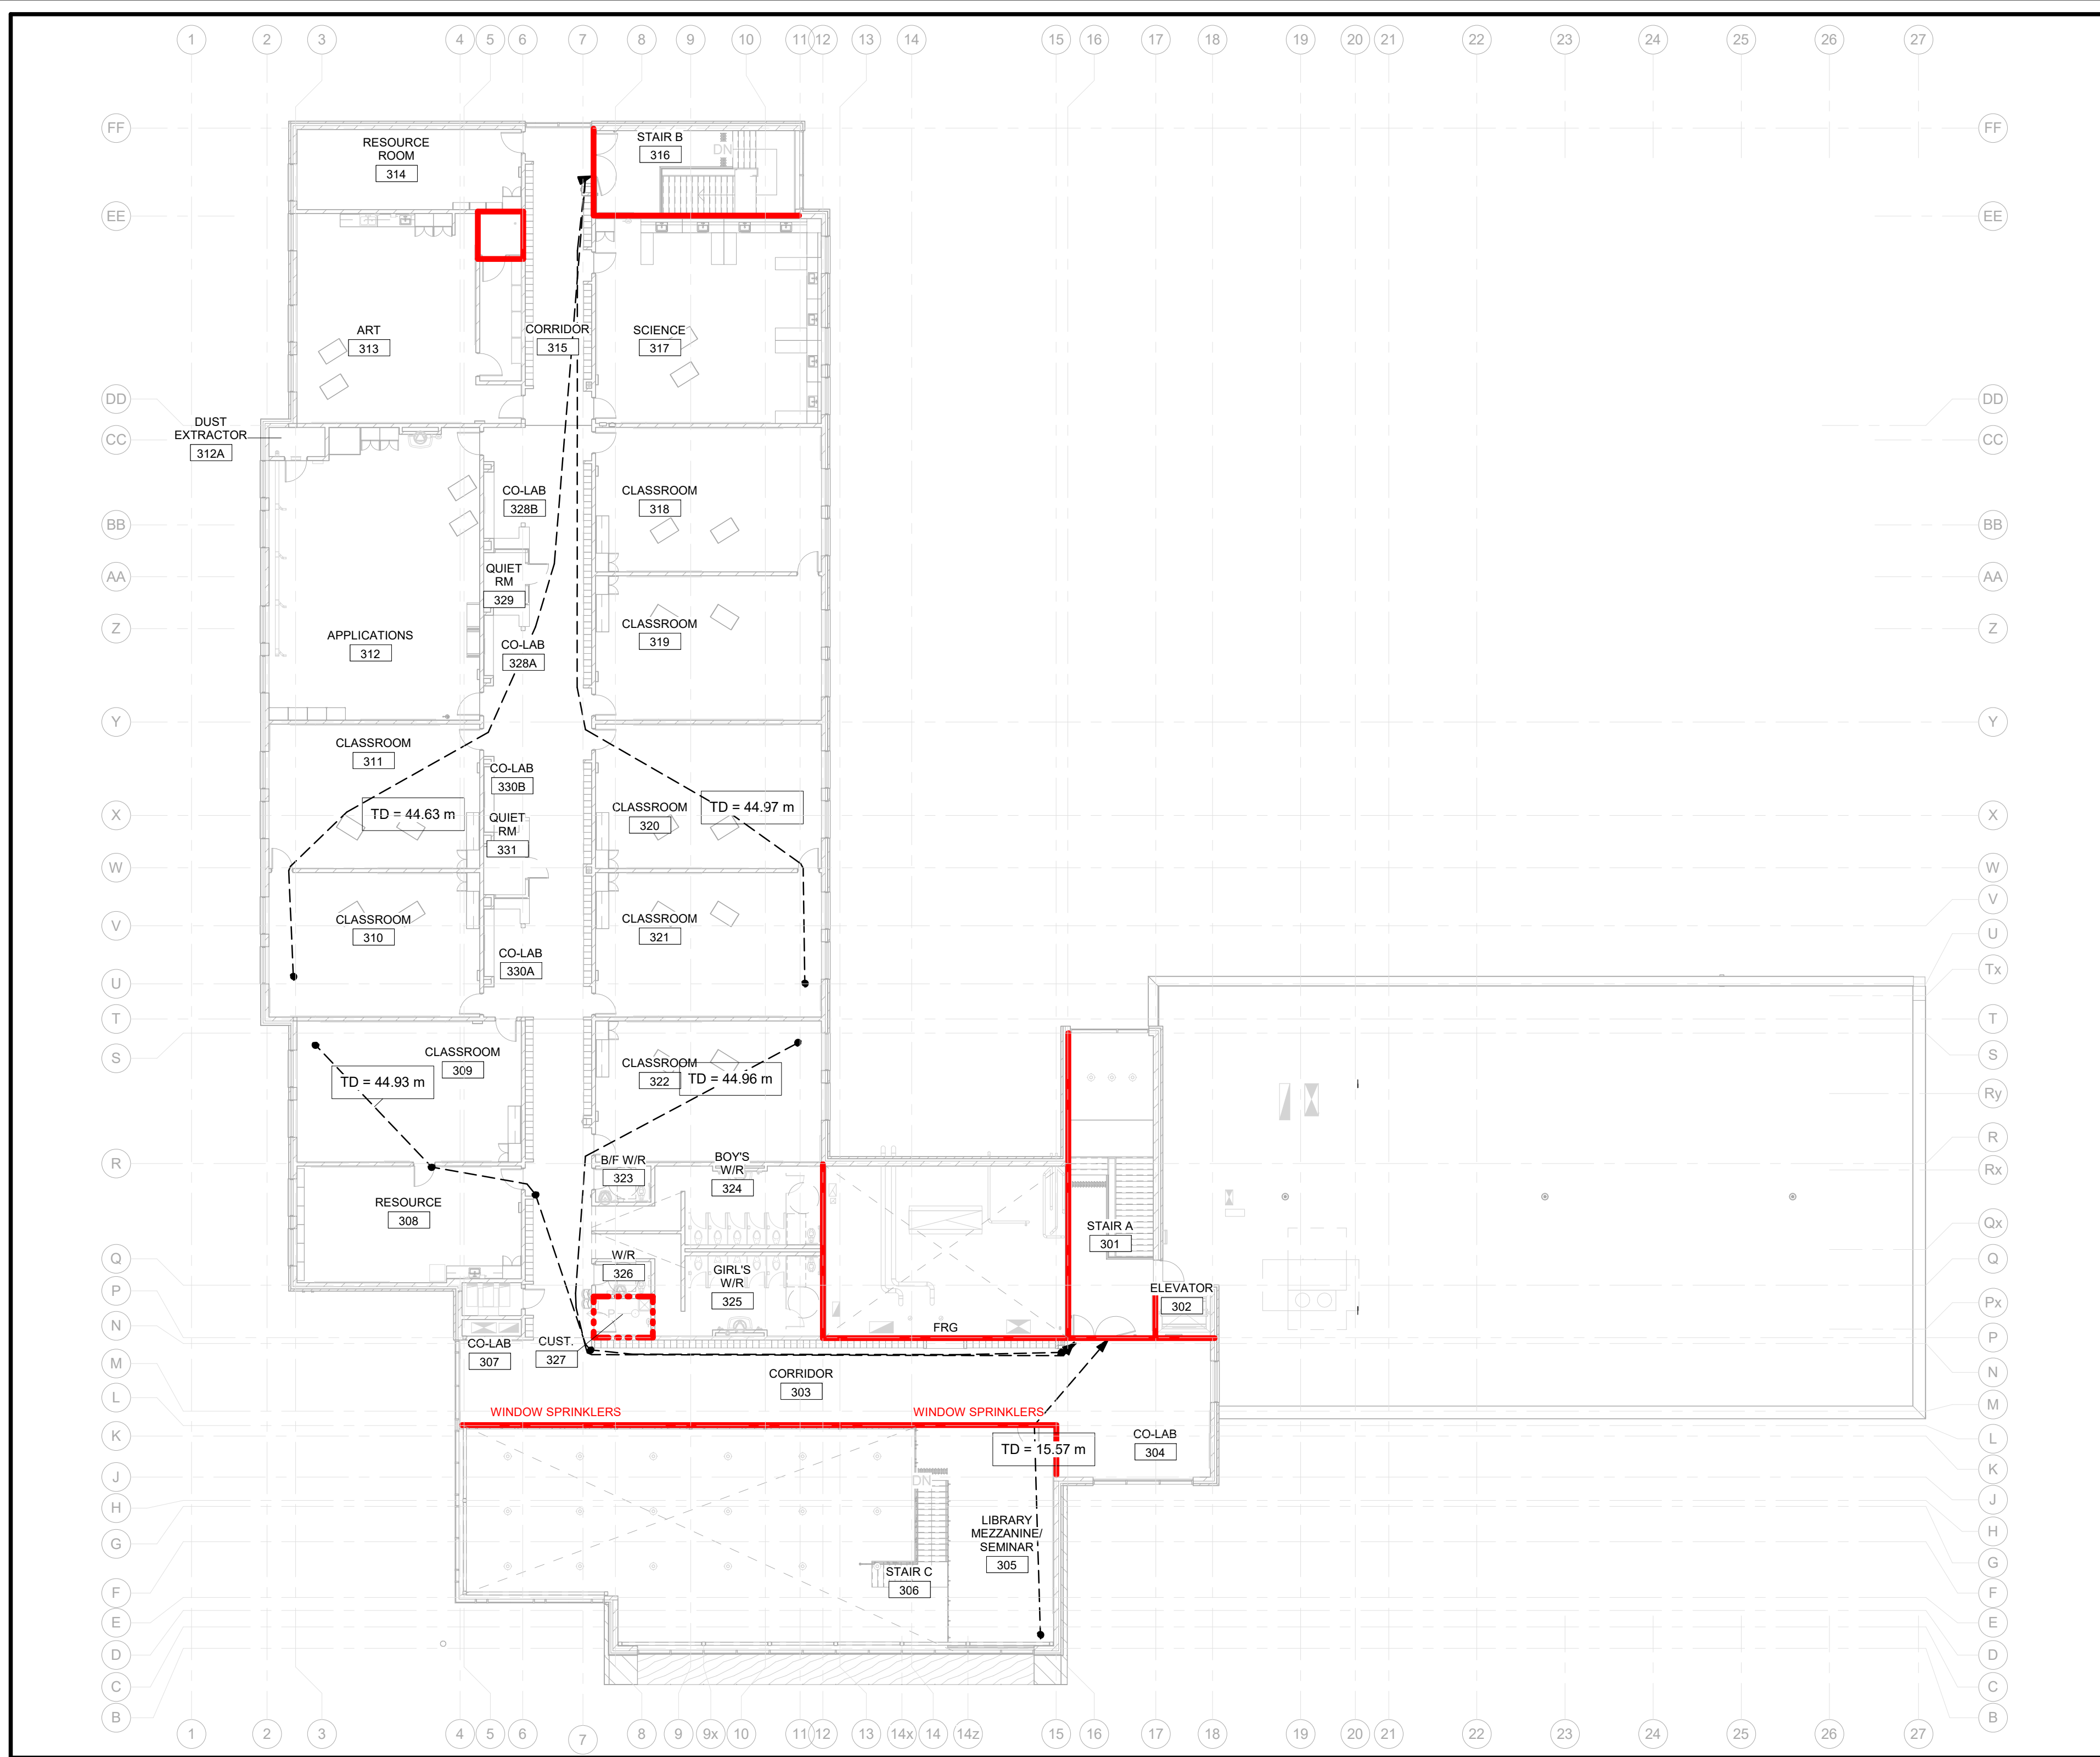 1 2 3 4 5 6 7 8 9 10 11 12 13 14 15 16 17 18 19 20 21 22 23 24 25 26 27
FF
FF
STAIR B
316
DN
RESOURCE
ROOM
314
EE
EE
ART
313
CORRIDOR
315
SCIENCE
317
DD
DD
DUST
EXTRACTOR
312A
CC
CC
CO-LAB
328B
CLASSROOM
318
BB
BB
AA
AA
QUIET
RM
329
CLASSROOM
319
Z
Z
APPLICATIONS
312
CO-LAB
328A
Y
Y
CLASSROOM
311
CO-LAB
330B
TD = 44.63 m
QUIET
RM
331
CLASSROOM
320
TD = 44.97 m
X
X
W
W
V
V
CLASSROOM
310
CLASSROOM
321
U
CO-LAB
330A
Tx
U
T
T
S
S
CLASSROOM
309
TD = 44.93 m
CLASSROOM
322
TD = 44.96 m
Ry
R
R
Rx
B/F W/R
323
BOY'S
W/R
324
RESOURCE
308
STAIR A
301
Qx
Q
Q
W/R
326
GIRL'S
W/R
325
ELEVATOR
302
P
Px
N
P
FRG
CO-LAB
307
CUST.
327
M
N
CORRIDOR
303
L
M
WINDOW SPRINKLERS
WINDOW SPRINKLERS
K
L
TD = 15.57 m
CO-LAB
304
J
K
DN
H
J
G
H
LIBRARY
MEZZANINE/
SEMINAR
305
G
STAIR C
306
F
F
E
E
D
D
C
C
B
B
1 2 3 4 5 6 7 8 9 9x 10 11 12 13 14x 14 14z 15 16 17 18 19 20 21 22 23 24 25 26 27